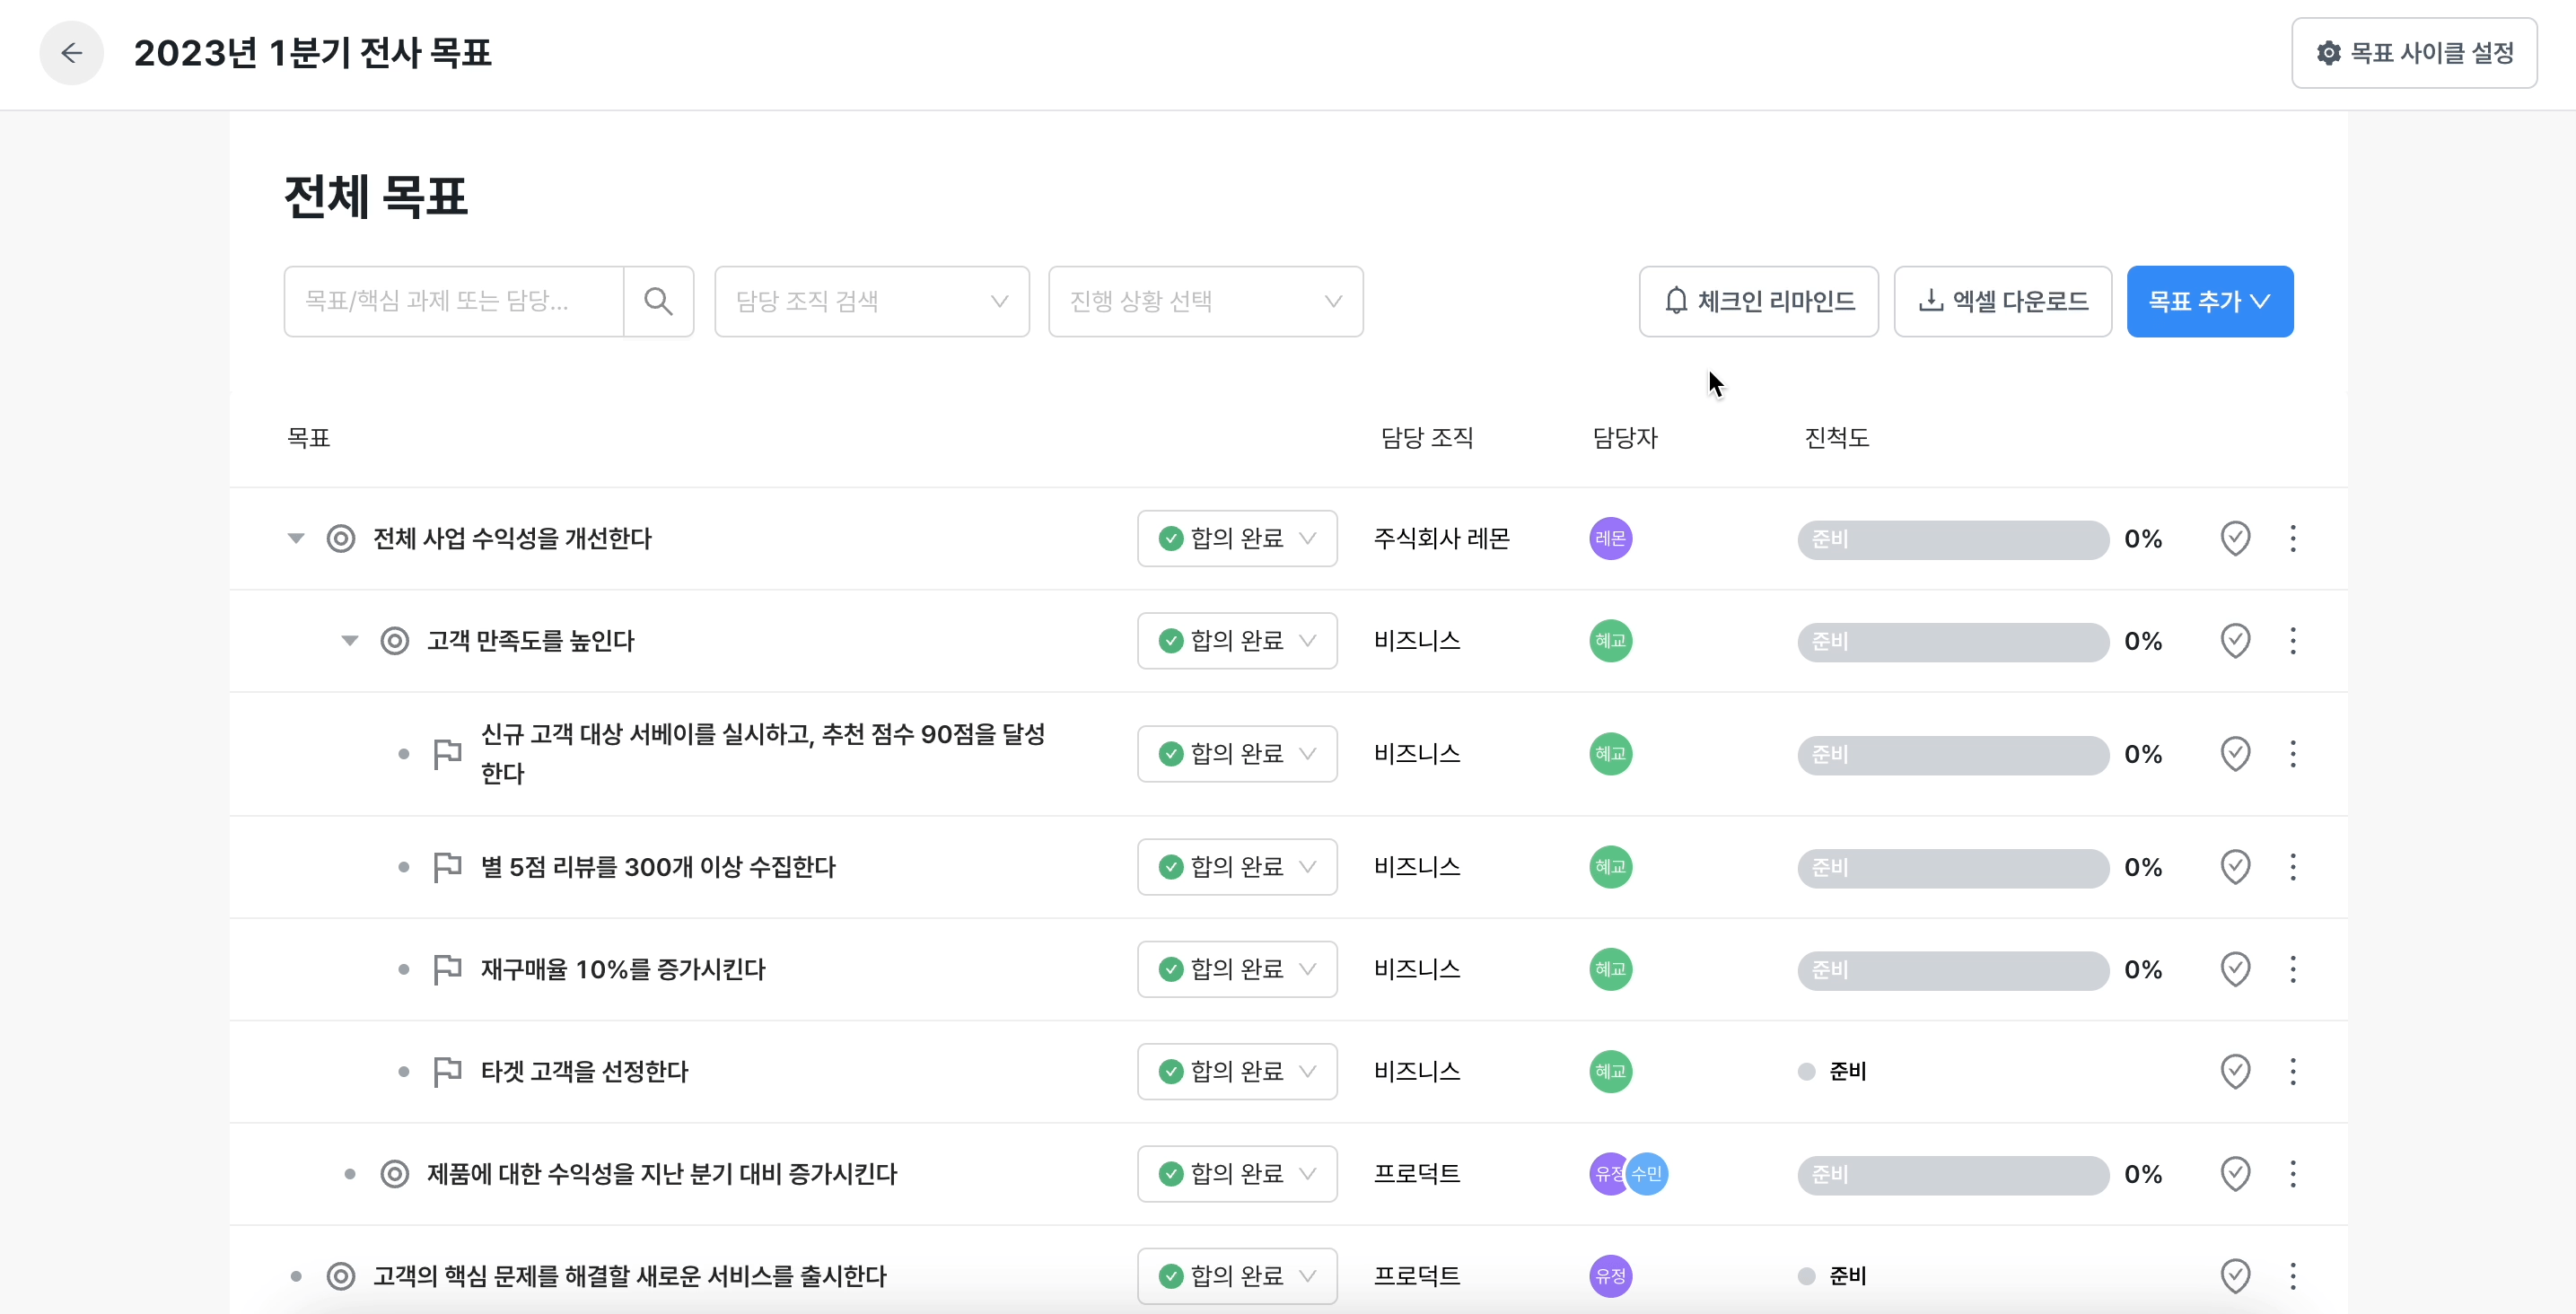 2023년 1분기 전사 목표
목표 사이클 설정
전체 목표
목표/핵심 과제 또는 담당...
담당 조직 검색
진행 상황 선택
체크인 리마인드
엑셀 다운로드
목표 추가
목표 담당 조직 담당자 진척도
전체 사업 수익성을 개선한다 합의 완료 주식회사 레몬 레몬 준비 0%
고객 만족도를 높인다 합의 완료 비즈니스 혜교 준비 0%
신규 고객 대상 서베이를 실시하고, 추천 점수 90점을 달성
한다
합의 완료 비즈니스 혜교 준비 0%
별 5점 리뷰를 300개 이상 수집한다 합의 완료 비즈니스 혜교 준비 0%
재구매율 10%를 증가시킨다 합의 완료 비즈니스 혜교 준비 0%
타겟 고객을 선정한다 합의 완료 비즈니스 혜교 준비
제품에 대한 수익성을 지난 분기 대비 증가시킨다 합의 완료 프로덕트 유정 수민 준비 0%
고객의 핵심 문제를 해결할 새로운 서비스를 출시한다 합의 완료 프로덕트 유정 준비